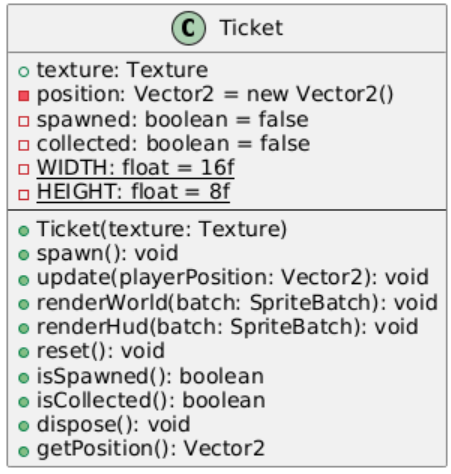 C Ticket
texture: Texture
position: Vector2 = new Vector2()
spawned: boolean = false
collected: boolean = false
WIDTH: float = 16f
HEIGHT: float = 8f
Ticket(texture: Texture)
spawn(): void
update(playerPosition: Vector2): void
renderWorld(batch: SpriteBatch): void
renderHud(batch: SpriteBatch): void
reset(): void
isSpawned(): boolean
isCollected(): boolean
dispose(): void
getPosition(): Vector2